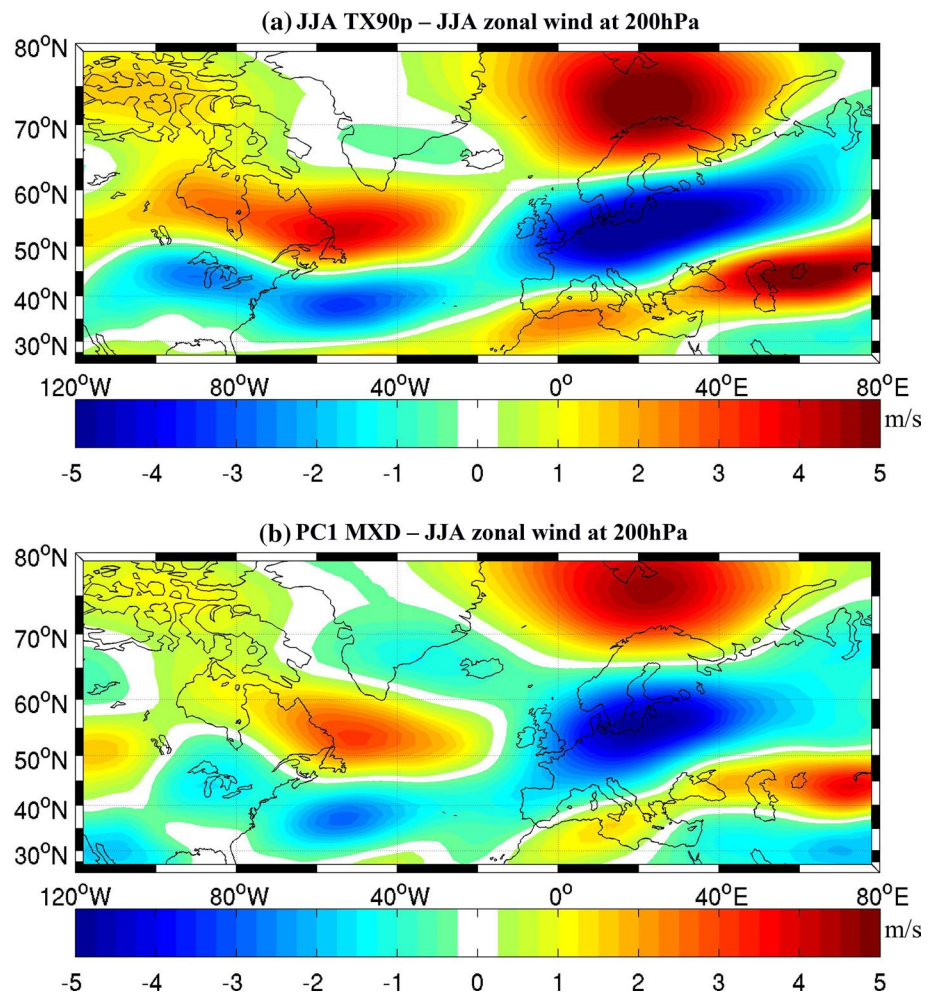 (a) JJA TX90p – JJA zonal wind at 200hPa
80°N
70°N
60°N
50°N
40°N
30°N
120°W 80°W 40°W 0° 40°E 80°E
m/s
-5 -4 -3 -2 -1 0 1 2 3 4 5
(b) PC1 MXD – JJA zonal wind at 200hPa
80°N
70°N
60°N
50°N
40°N
30°N
120°W 80°W 40°W 0° 40°E 80°E
m/s
-5 -4 -3 -2 -1 0 1 2 3 4 5